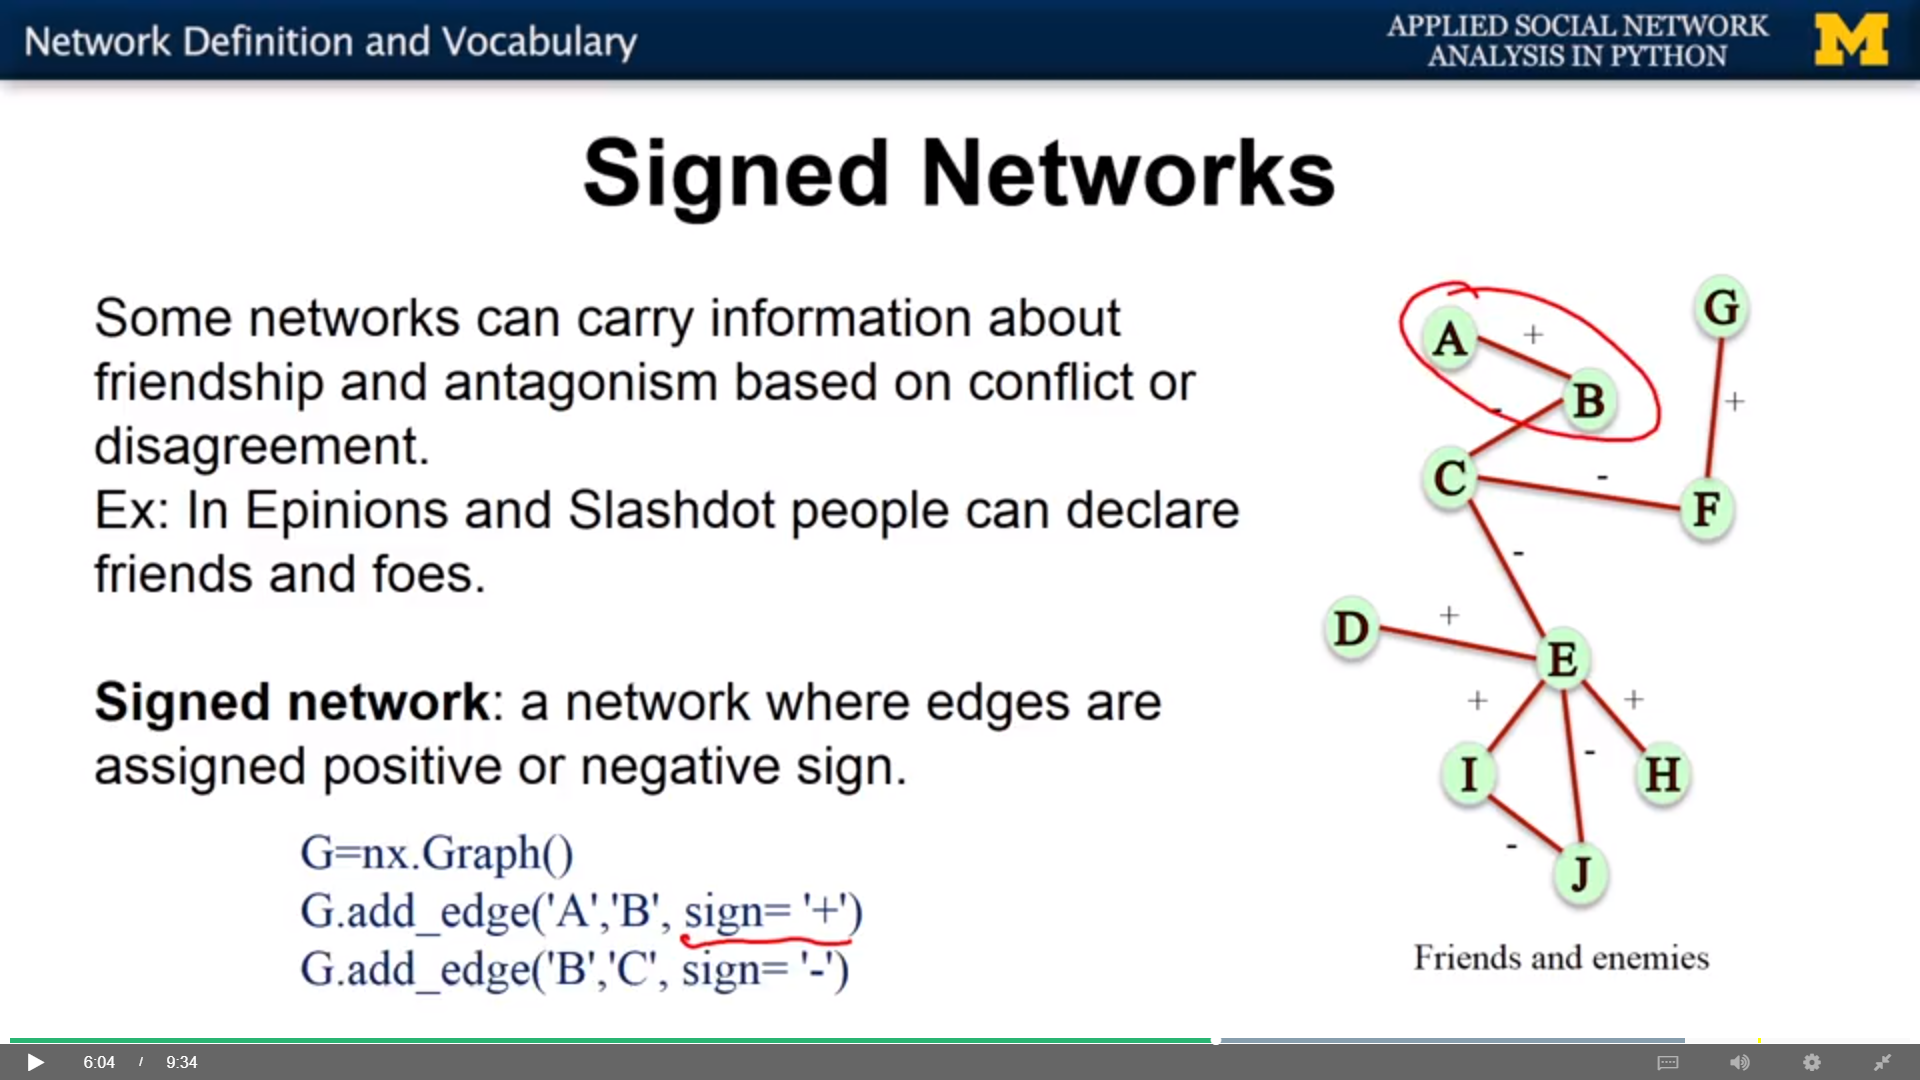 Network Definition and Vocabulary
APPLIED SOCIAL NETWORK
ANALYSIS IN PYTHON
M
Signed Networks
Some networks can carry information about
friendship and antagonism based on conflict or
disagreement.
Ex: In Epinions and Slashdot people can declare
friends and foes.
Signed network: a network where edges are
assigned positive or negative sign.
G=nx.Graph()
G.add_edge('A','B', sign= '+')
G.add_edge('B','C', sign= '-')
G
A
+
B
+
-
C
-
F
-
D
+
E
+
+
-
I
H
-
J
Friends and enemies
6:04 / 9:34